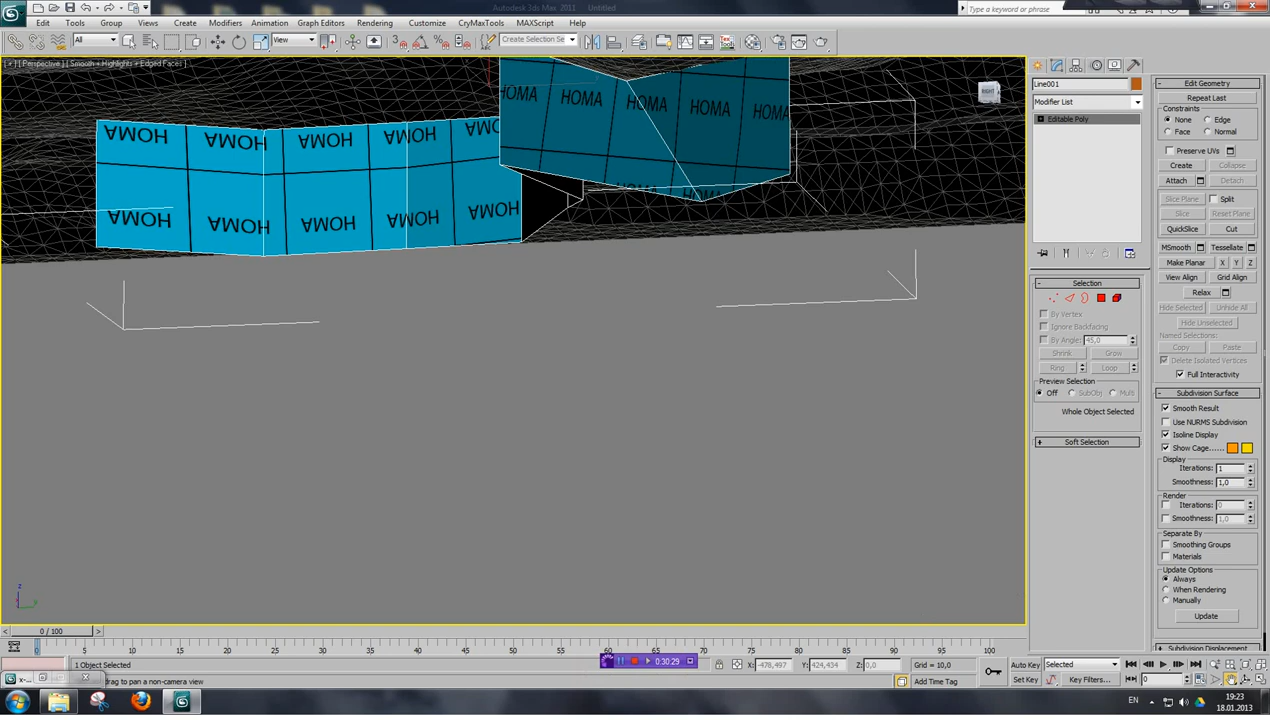 Autodesk 3ds Max 2011 Untitled
Type a keyword or phrase
Edit Tools Group Views Create Modifiers Animation Graph Editors Rendering Customize CryMaxTools MAXScript Help
All View Create Selection Se
[ + ] [ Perspective ] [ Smooth + Highlights + Edged Faces ]
HOMA HOMA HOMA HOMA HOMA
HOMA HOMA HOMA HOMA
HOMA HOMA HOMA HOMA HOMA
HOMA
RIGHT
z
Line001
Modifier List
Editable Poly
Selection
By Vertex
Ignore Backfacing
By Angle: 45,0
Shrink Grow
Ring Loop
Preview Selection
Off SubObj Multi
Whole Object Selected
Soft Selection
Edit Geometry
Repeat Last
Constraints
None Edge
Face Normal
Preserve UVs
Create Collapse
Attach Detach
Slice Plane Split
Slice Reset Plane
QuickSlice Cut
MSmooth Tessellate
Make Planar X Y Z
View Align Grid Align
Relax
Hide Selected Unhide All
Hide Unselected
Named Selections:
Copy Paste
Delete Isolated Vertices
Full Interactivity
Subdivision Surface
Smooth Result
Use NURMS Subdivision
Isoline Display
Show Cage......
Display
Iterations: 1
Smoothness: 1,0
Render
Iterations: 0
Smoothness: 1,0
Separate By
Smoothing Groups
Materials
Update Options
Always
When Rendering
Manually
Update
Subdivision Displacement
< 0 / 100 >
0 5 10 15 20 25 30 35 40 45 50 55 60 65 70 75 80 85 90 95 100
1 Object Selected
0:30:29
X: -478,497 Y: 424,434 Z: 0,0 Grid = 10,0
Auto Key Selected
drag to pan a non-camera view
Add Time Tag
Set Key Key Filters... 0
EN 19:23
18.01.2013